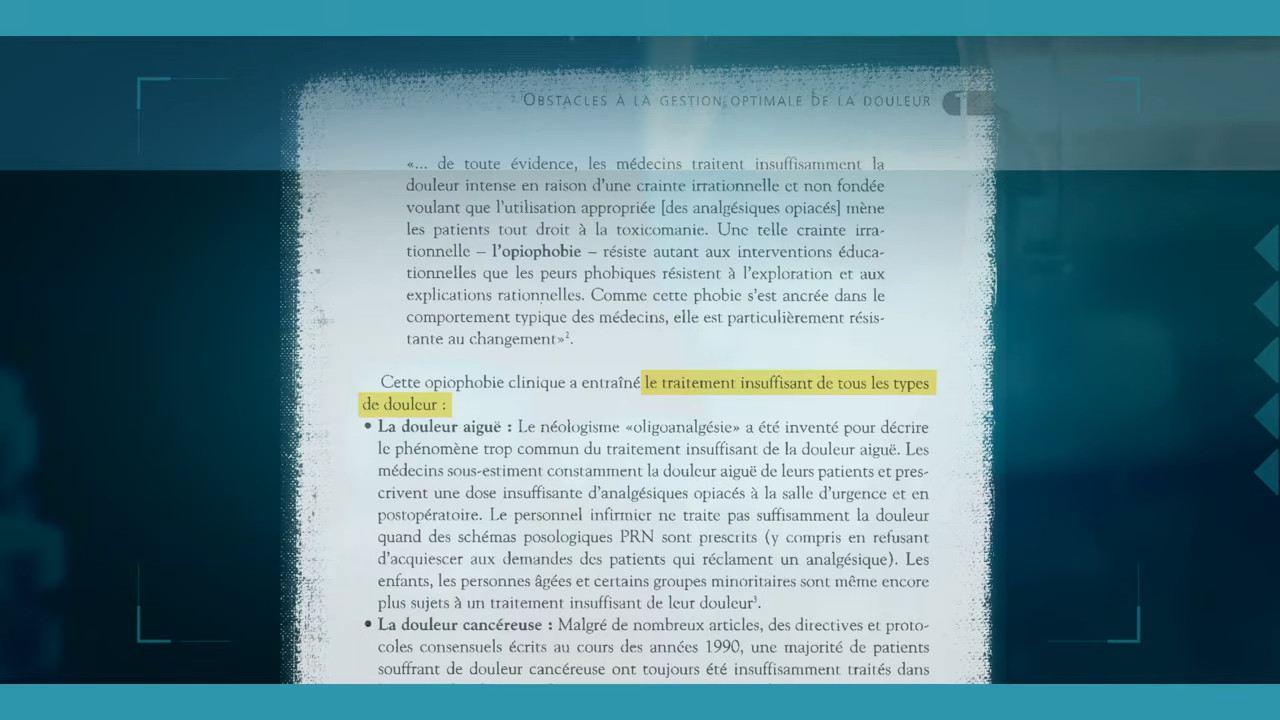 OBSTACLES À LA GESTION OPTIMALE DE LA DOULEUR
«... de toute évidence, les médecins traitent insuffisamment la
douleur intense en raison d'une crainte irrationnelle et non fondée
voulant que l'utilisation appropriée [des analgésiques opiacés] mène
les patients tout droit à la toxicomanie. Une telle crainte irra-
tionnelle – l'opiophobie – résiste autant aux interventions éduca-
tionnelles que les peurs phobiques résistent à l'exploration et aux
explications rationnelles. Comme cette phobie s'est ancrée dans le
comportement typique des médecins, elle est particulièrement résis-
tante au changement»².
Cette opiophobie clinique a entraîné le traitement insuffisant de tous les types
de douleur :
• La douleur aiguë : Le néologisme «oligoanalgésie» a été inventé pour décrire
le phénomène trop commun du traitement insuffisant de la douleur aiguë. Les
médecins sous-estiment constamment la douleur aiguë de leurs patients et pres-
crivent une dose insuffisante d'analgésiques opiacés à la salle d'urgence et en
postopératoire. Le personnel infirmier ne traite pas suffisamment la douleur
quand des schémas posologiques PRN sont prescrits (y compris en refusant
d'acquiescer aux demandes des patients qui réclament un analgésique). Les
enfants, les personnes âgées et certains groupes minoritaires sont même encore
plus sujets à un traitement insuffisant de leur douleur³.
• La douleur cancéreuse : Malgré de nombreux articles, des directives et proto-
coles consensuels écrits au cours des années 1990, une majorité de patients
souffrant de douleur cancéreuse ont toujours été insuffisamment traités dans